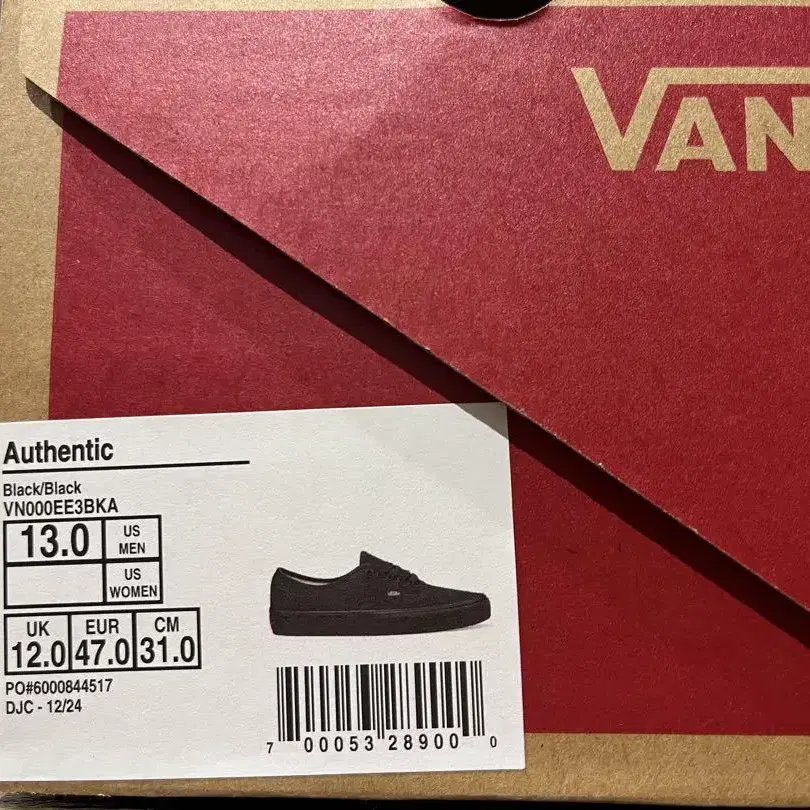 VAN
Authentic
Black/Black
VN000EE3BKA
13.0 US MEN
US WOMEN
UK EUR CM
12.0 47.0 31.0
PO#6000844517
DJC - 12/24
7 00053 28900 0